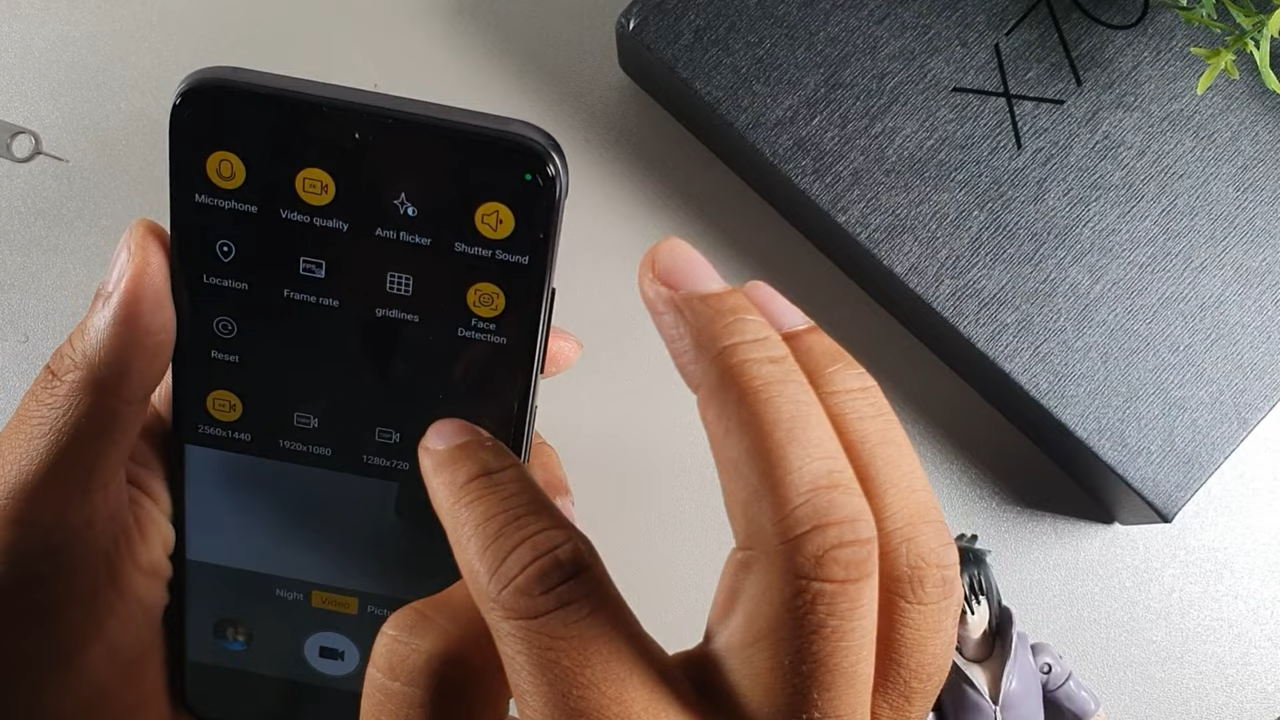 Microphone
Video quality
Anti flicker
Shutter Sound
Location
Frame rate
gridlines
Face
Detection
Reset
2560x1440
1920x1080
1280x720
Night
Video